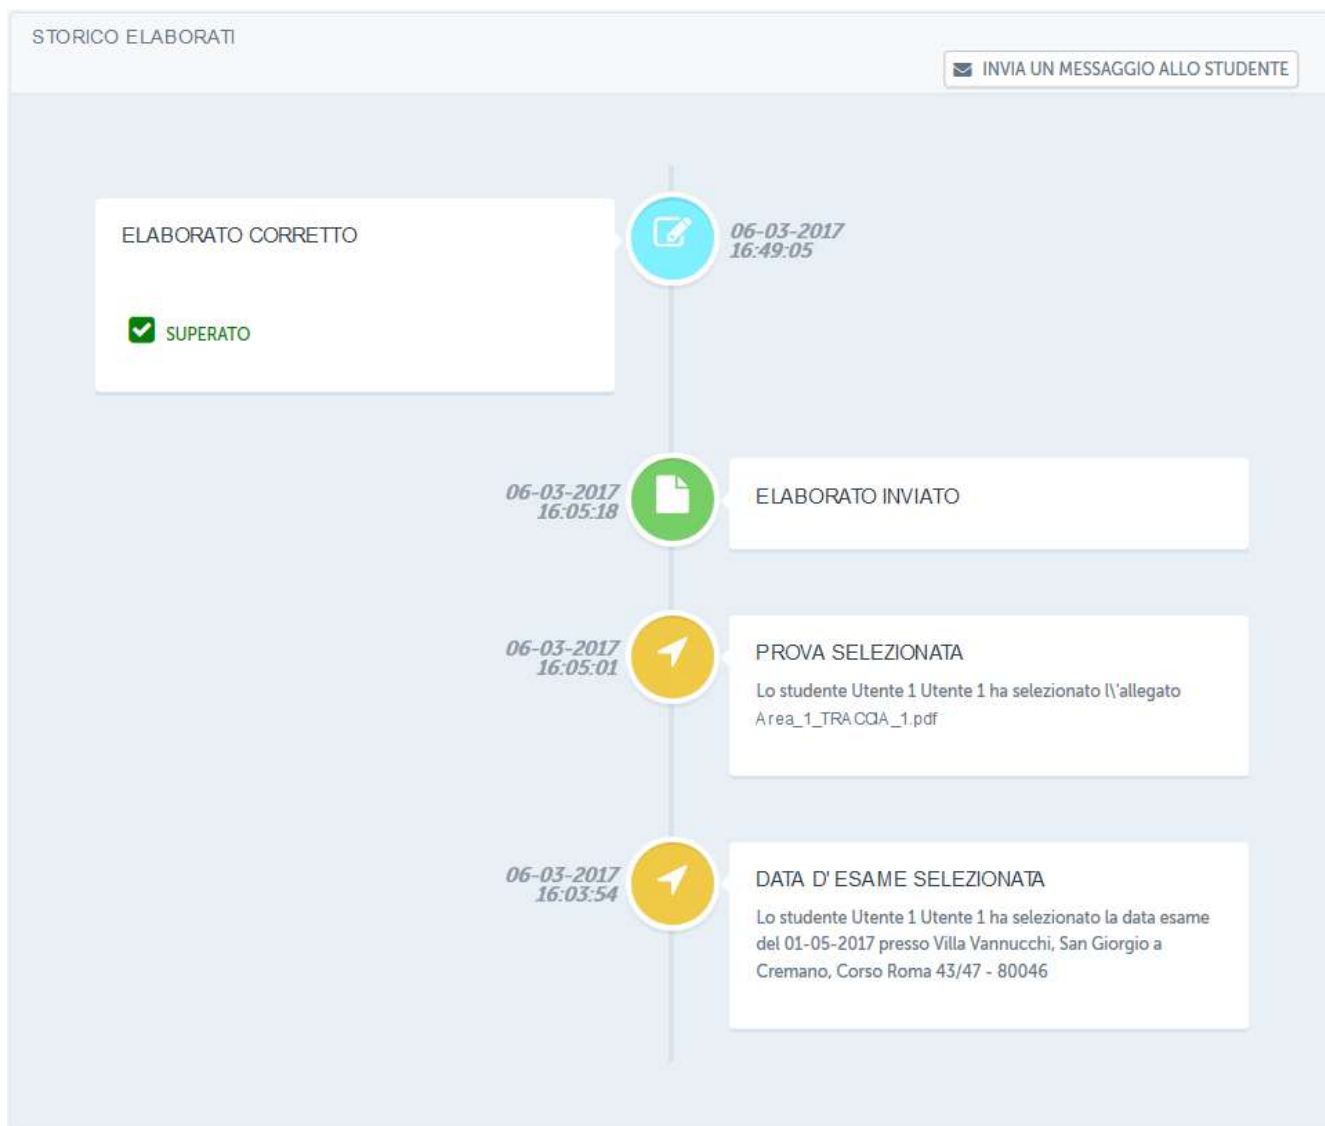 STORICO ELABORATI
INVIA UN MESSAGGIO ALLO STUDENTE
ELABORATO CORRETTO
SUPERATO
06-03-2017
16:49:05
06-03-2017
16:05:18
ELABORATO INVIATO
06-03-2017
16:05:01
PROVA SELEZIONATA
Lo studente Utente 1 Utente 1 ha selezionato l\'allegato
Area_1_TRACCIA_1.pdf
06-03-2017
16:03:54
DATA D' ESAME SELEZIONATA
Lo studente Utente 1 Utente 1 ha selezionato la data esame
del 01-05-2017 presso Villa Vannucchi, San Giorgio a
Cremano, Corso Roma 43/47 - 80046